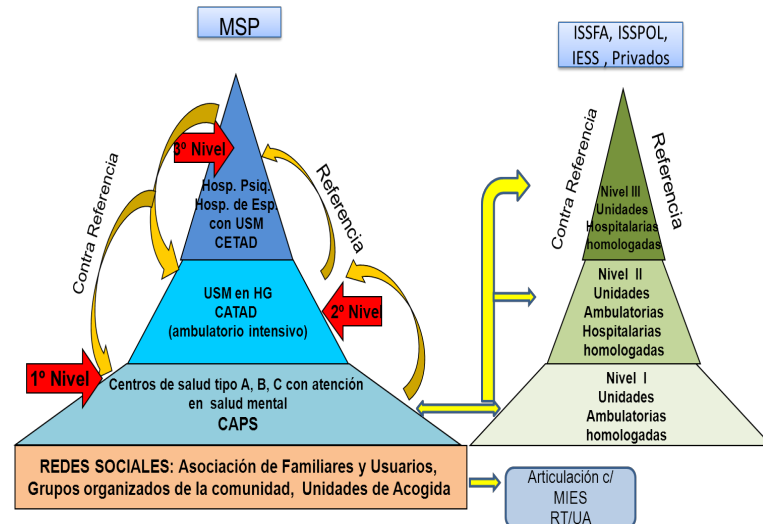 MSP
ISSFA, ISSPOL,
IESS , Privados
3º Nivel
Hosp. Psiq.
Hosp. de Esp.
con USM
CETAD
Contra Referencia
Referencia
USM en HG
CATAD
(ambulatorio intensivo)
2º Nivel
1º Nivel
Centros de salud tipo A, B, C con atención
en salud mental
CAPS
REDES SOCIALES: Asociación de Familiares y Usuarios,
Grupos organizados de la comunidad, Unidades de Acogida
Contra Referencia
Referencia
Nivel III
Unidades
Hospitalarias
homologadas
Nivel II
Unidades
Ambulatorias
Hospitalarias
homologadas
Nivel I
Unidades
Ambulatorias
homologadas
Articulación c/
MIES
RT/UA